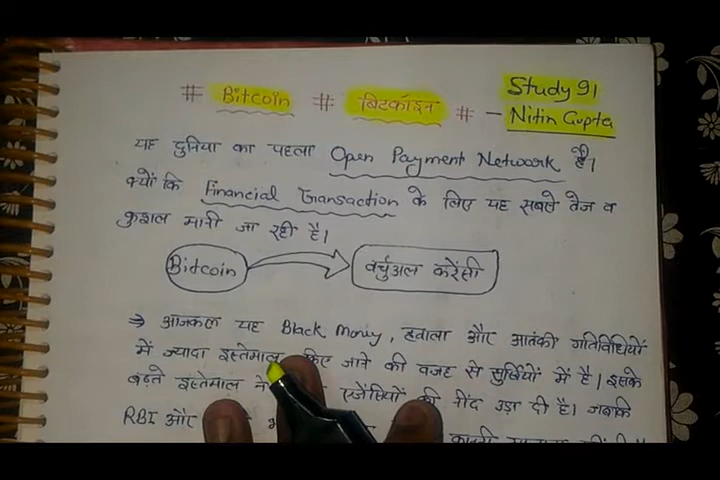 # Bitcoin # बिटकॉइन # - Study 91
Nitin Gupta
यह दुनिया का पहला Open Payment Network है।
क्यों कि Financial Transaction के लिए यह सबसे तेज व
कुशल मानी जा रही है।
Bitcoin वर्चुअल करेंसी
⇒ आजकल यह Black Money, हवाला और आतंकी गतिविधियों
में ज्यादा इस्तेमाल किए जाने की वजह से सुर्खियों में है। इसके
बढ़ते इस्तेमाल ने एजेंसियों की नींद उड़ा दी है। जबकि
RBI और